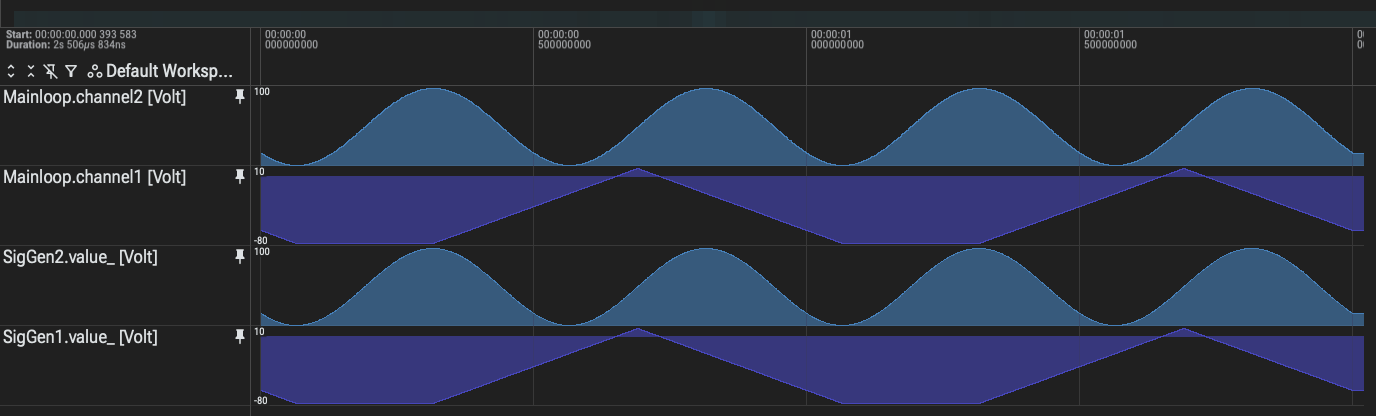 Start: 00:00:00.000 393 583
Duration: 2s 506μs 834ns
00:00:00
000000000
00:00:00
500000000
00:00:01
000000000
00:00:01
500000000
00
0
Default Worksp...
Mainloop.channel2 [Volt]
100
Mainloop.channel1 [Volt]
10
-80
SigGen2.value_ [Volt]
100
SigGen1.value_ [Volt]
10
-80